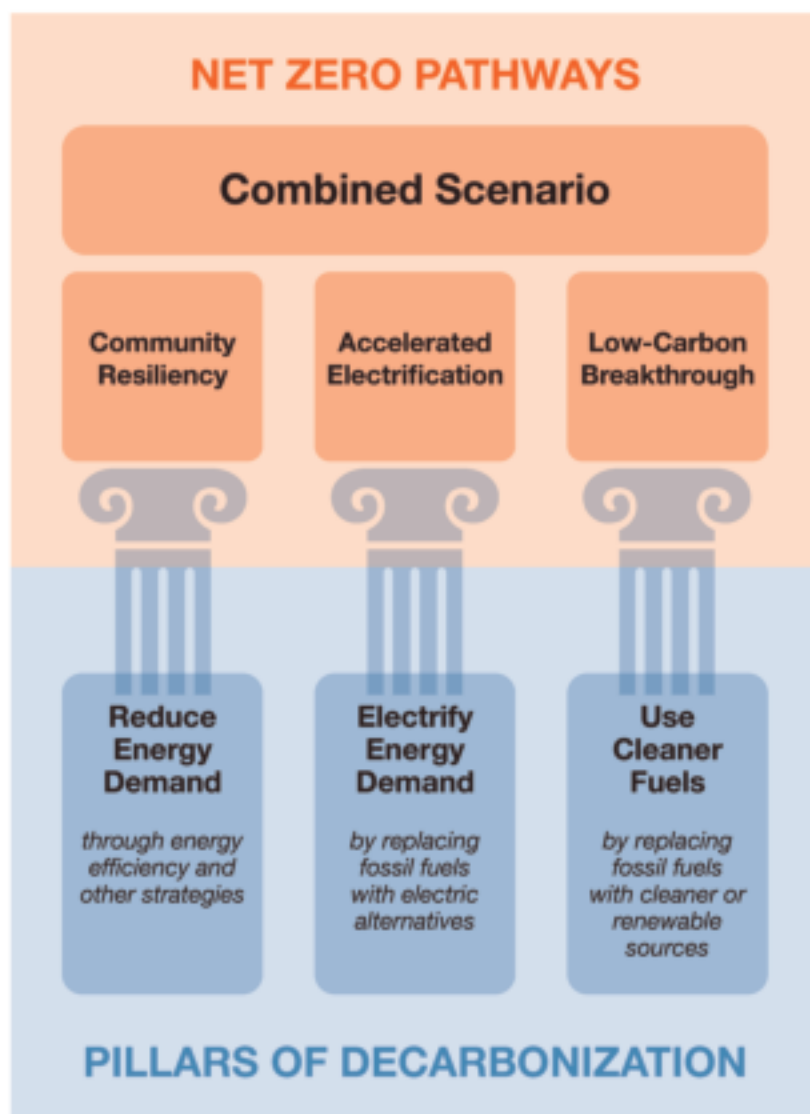 NET ZERO PATHWAYS
Combined Scenario
Community
Resiliency
Accelerated
Electrification
Low-Carbon
Breakthrough
Reduce
Energy
Demand
through energy
efficiency and
other strategies
Electrify
Energy
Demand
by replacing
fossil fuels
with electric
alternatives
Use
Cleaner
Fuels
by replacing
fossil fuels
with cleaner or
renewable
sources
PILLARS OF DECARBONIZATION